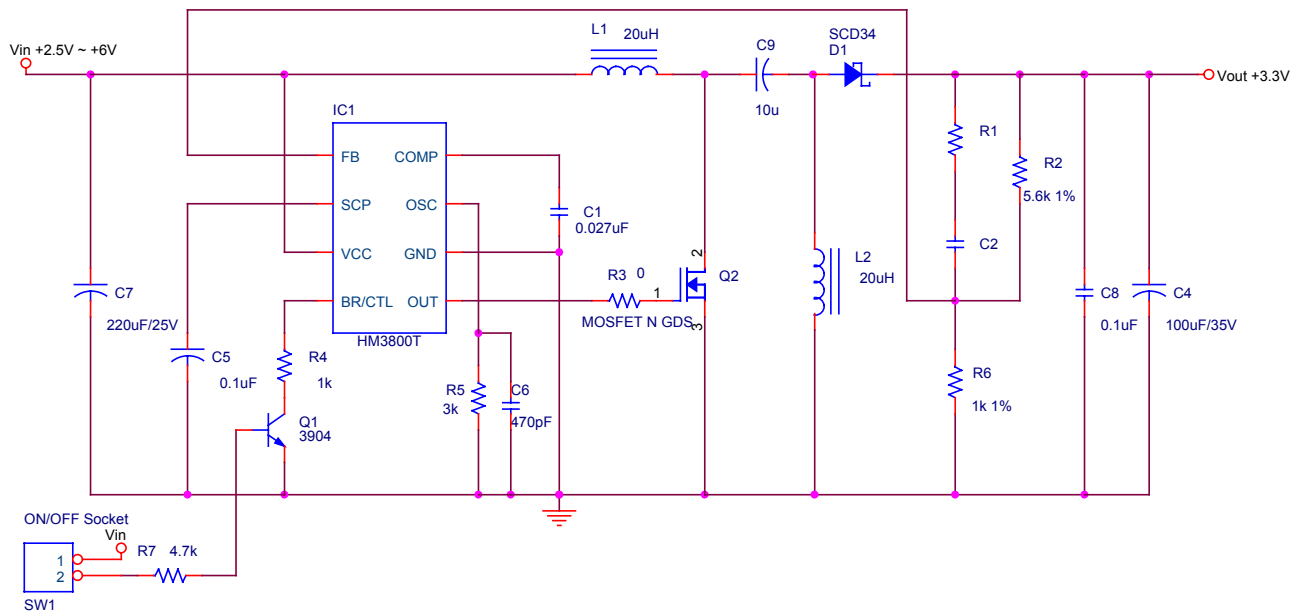 Vin +2.5V ~ +6V
L1
20uH
C9
10u
SCD34
D1
Vout +3.3V
IC1
FB
COMP
SCP
OSC
VCC
GND
BR/CTL
OUT
HM3800T
C1
0.027uF
R1
R2
5.6k 1%
C2
2
Q2
R3
0
1
MOSFET N GDS
3
L2
20uH
C7
220uF/25V
C5
0.1uF
R4
1k
Q1
3904
R5
3k
C6
470pF
R6
1k 1%
C8
0.1uF
C4
100uF/35V
ON/OFF Socket
Vin
1
2
R7
4.7k
SW1